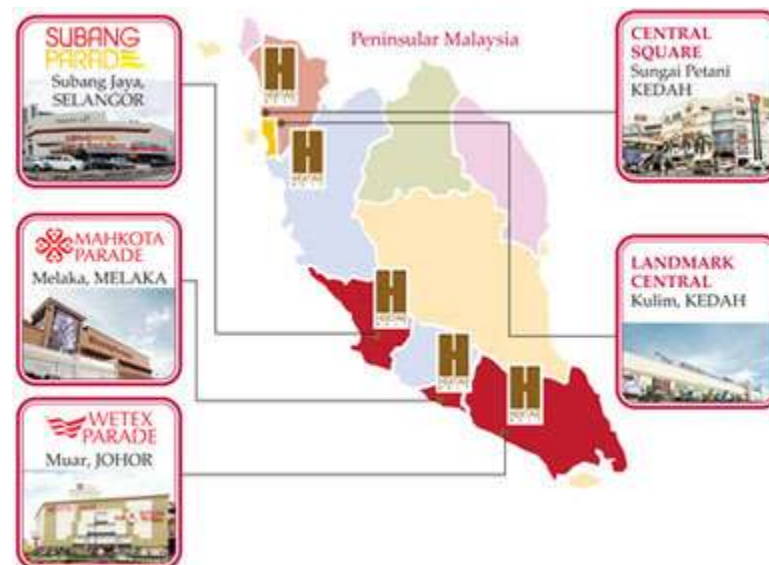 SUBANG
PARADE
Subang Jaya,
SELANGOR
Peninsular Malaysia
CENTRAL
SQUARE
Sungai Petani
KEDAH
H
H
MAHKOTA
PARADE
Melaka, MELAKA
H
LANDMARK
CENTRAL
Kulim, KEDAH
H
H
WETEX
PARADE
Muar, JOHOR